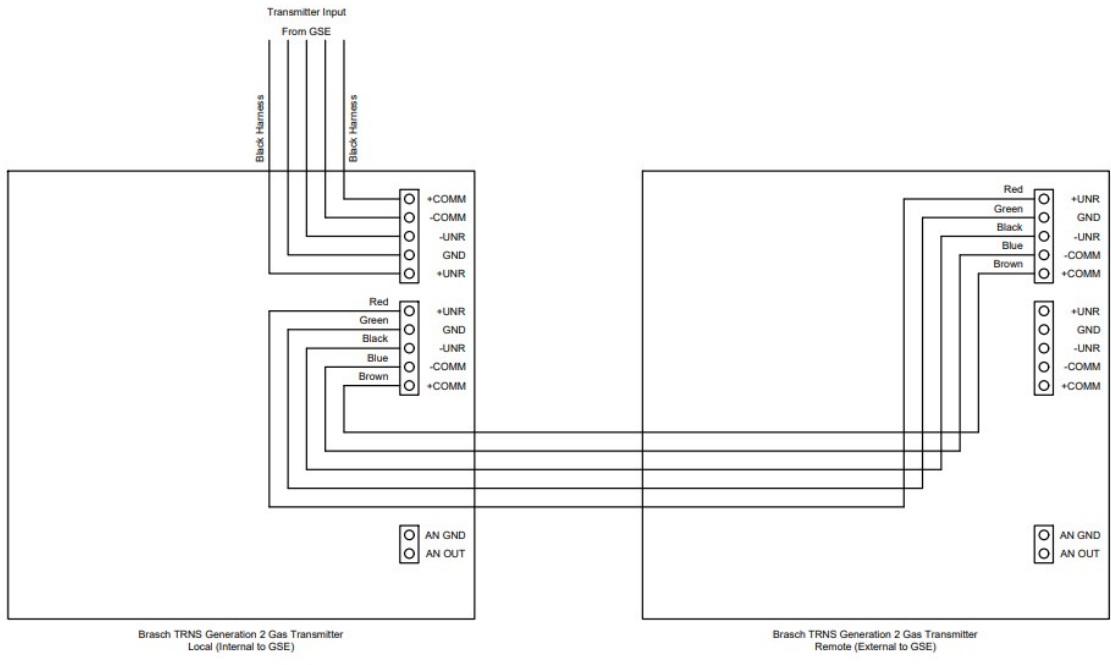 Transmitter Input
From GSE
Black Harness
Black Harness
+COMM
-COMM
-UNR
GND
+UNR
Red
+UNR
Green
GND
Black
-UNR
Blue
-COMM
Brown
+COMM
AN GND
AN OUT
Brasch TRNS Generation 2 Gas Transmitter
Local (Internal to GSE)
Red
+UNR
Green
GND
Black
-UNR
Blue
-COMM
Brown
+COMM
+UNR
GND
-UNR
-COMM
+COMM
AN GND
AN OUT
Brasch TRNS Generation 2 Gas Transmitter
Remote (External to GSE)